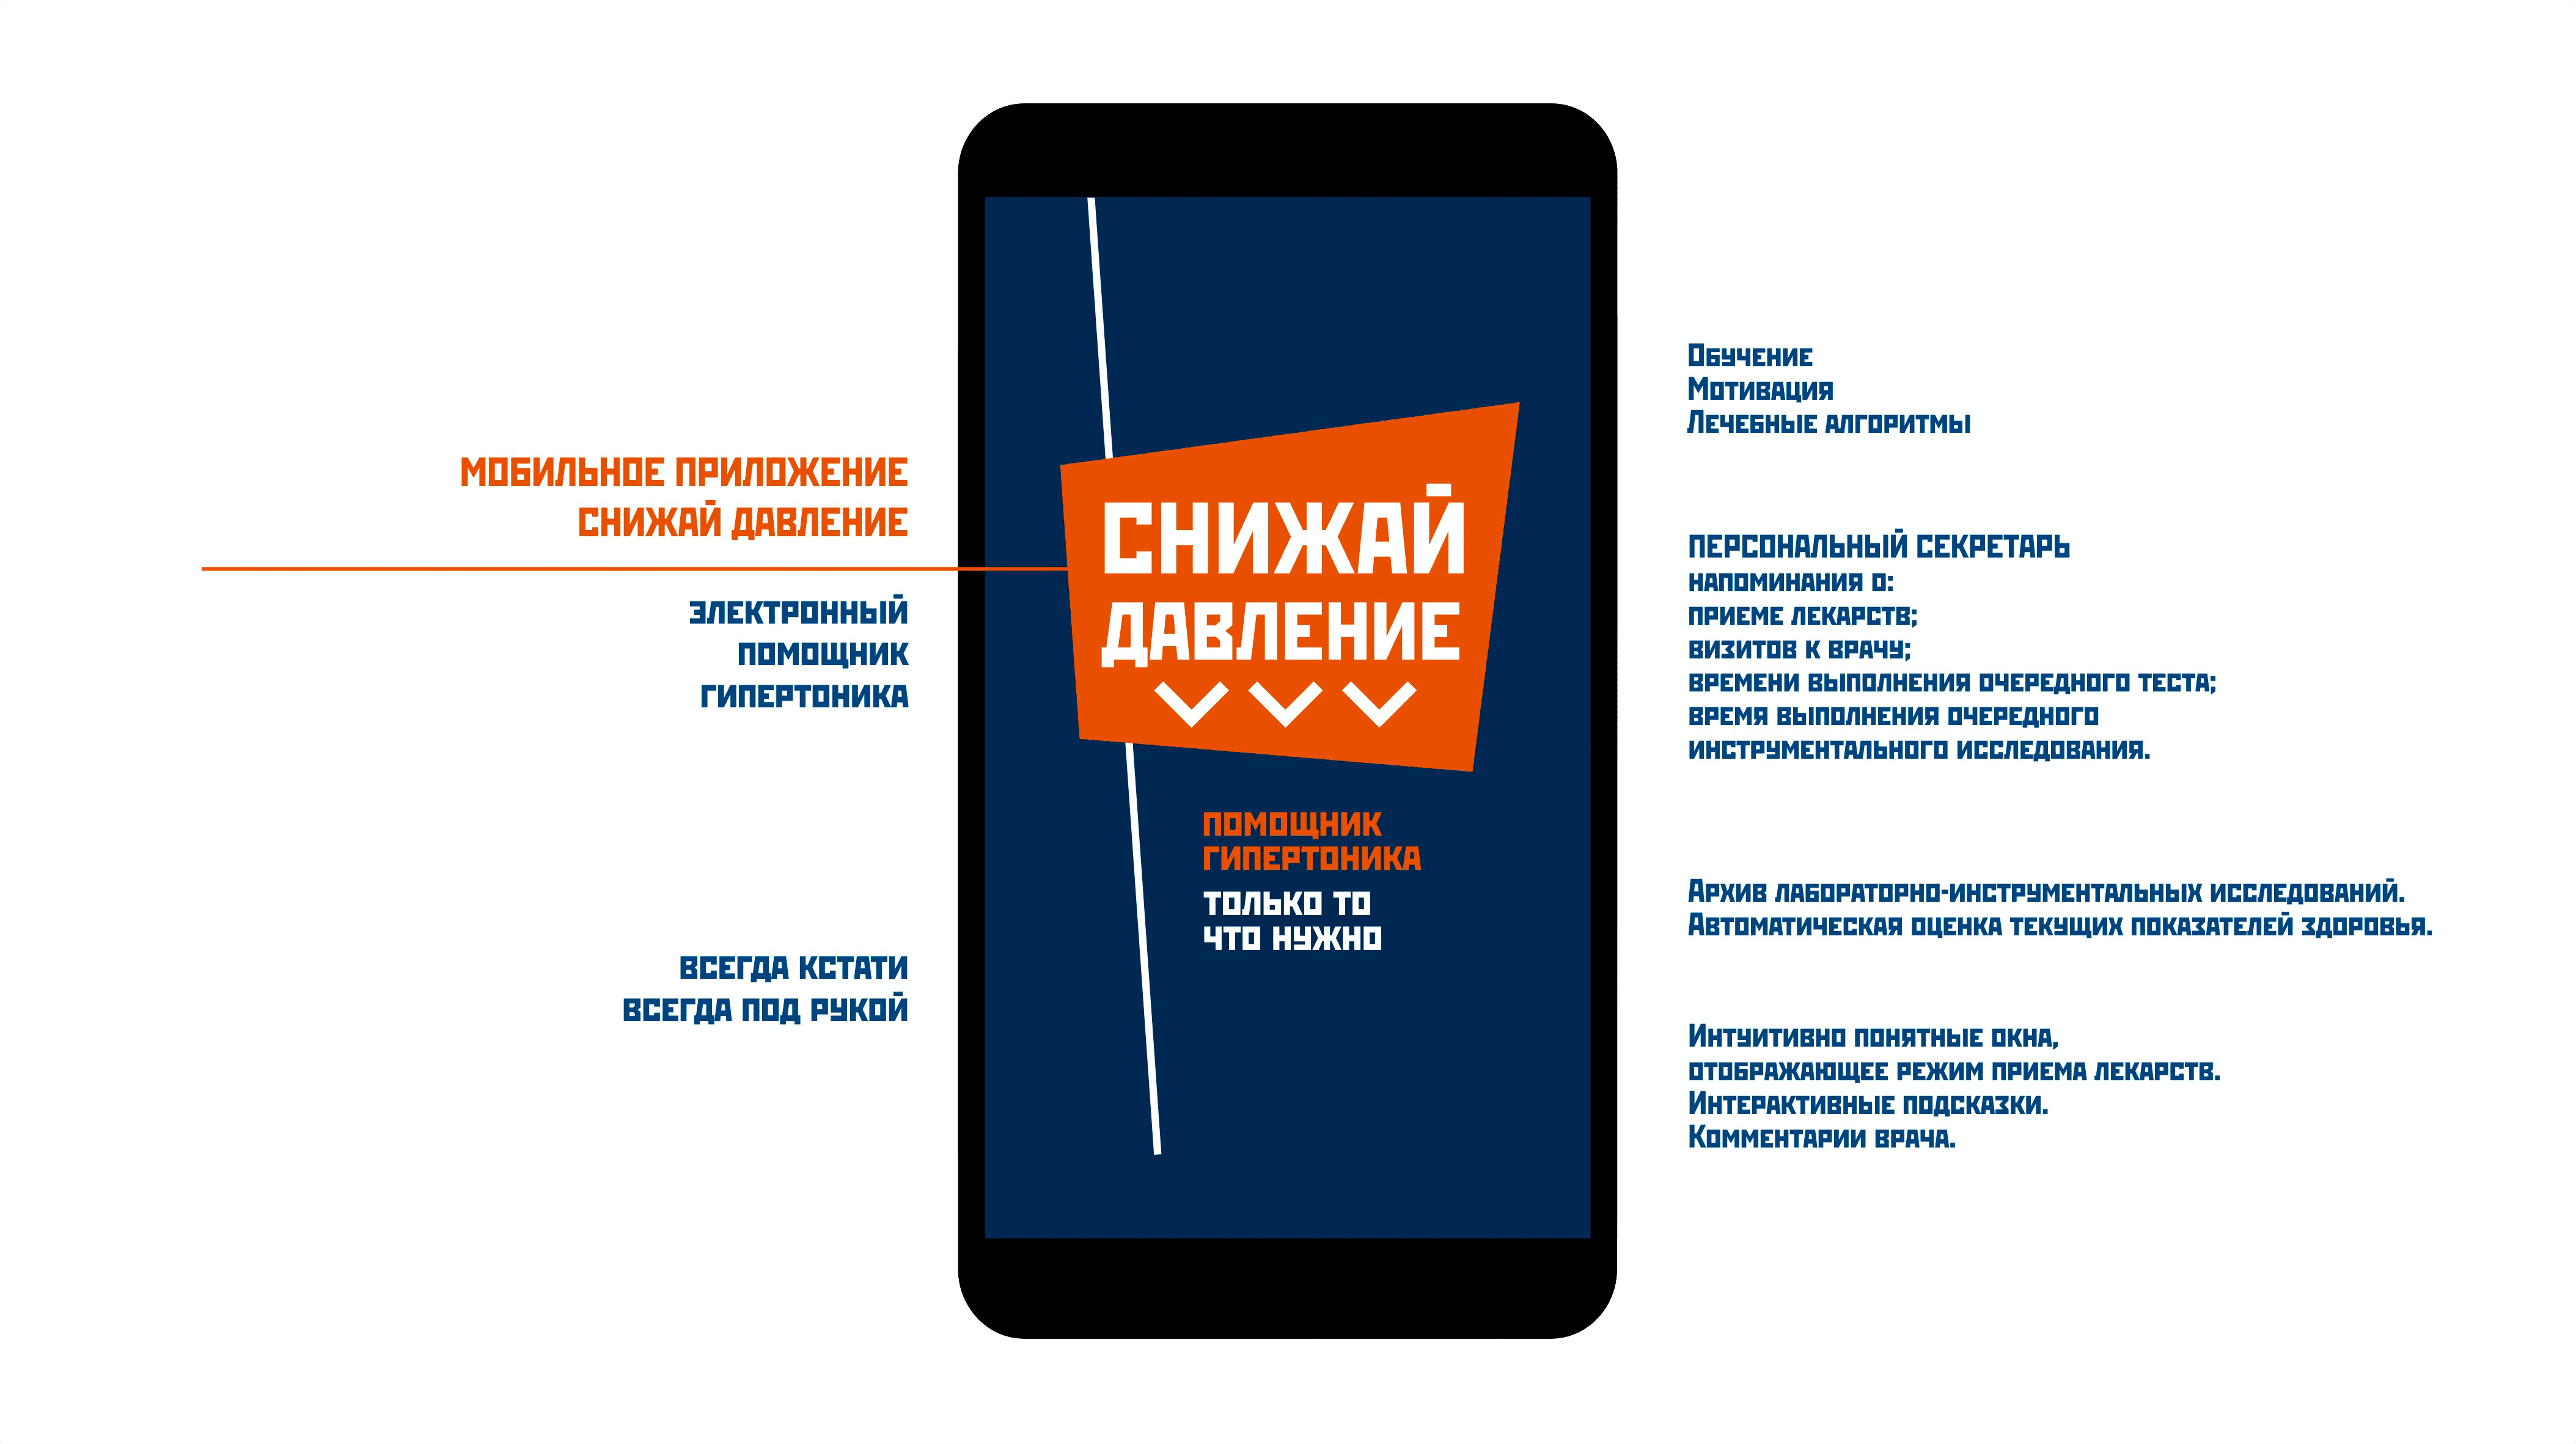 МОБИЛЬНОЕ ПРИЛОЖЕНИЕ
СНИЖАЙ ДАВЛЕНИЕ
ЭЛЕКТРОННЫЙ
ПОМОЩНИК
ГИПЕРТОНИКА
ВСЕГДА КСТАТИ
ВСЕГДА ПОД РУКОЙ
СНИЖАЙ
ДАВЛЕНИЕ
ПОМОЩНИК
ГИПЕРТОНИКА
ТОЛЬКО ТО
ЧТО НУЖНО
Обучение
Мотивация
Лечебные алгоритмы
ПЕРСОНАЛЬНЫЙ СЕКРЕТАРЬ
напоминания о:
приеме лекарств;
визитов к врачу;
времени выполнения очередного теста;
время выполнения очередного
инструментального исследования.
Архив лабораторно-инструментальных исследований.
Автоматическая оценка текущих показателей здоровья.
Интуитивно понятные окна,
отображающее режим приема лекарств.
Интерактивные подсказки.
Комментарии врача.